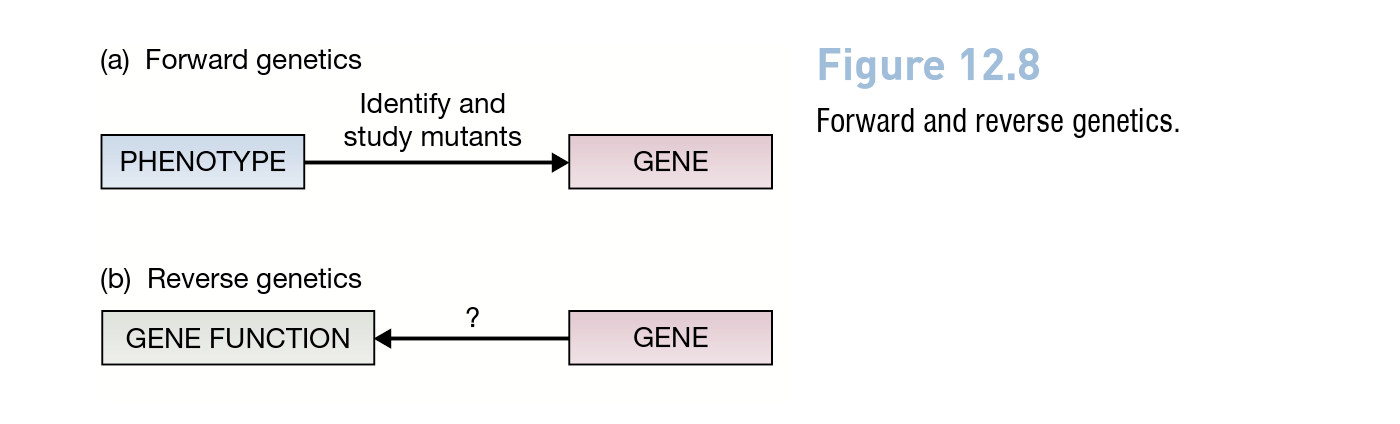 (a) Forward genetics
Identify and
study mutants
PHENOTYPE
GENE
(b) Reverse genetics
?
GENE FUNCTION
GENE
Figure 12.8
Forward and reverse genetics.